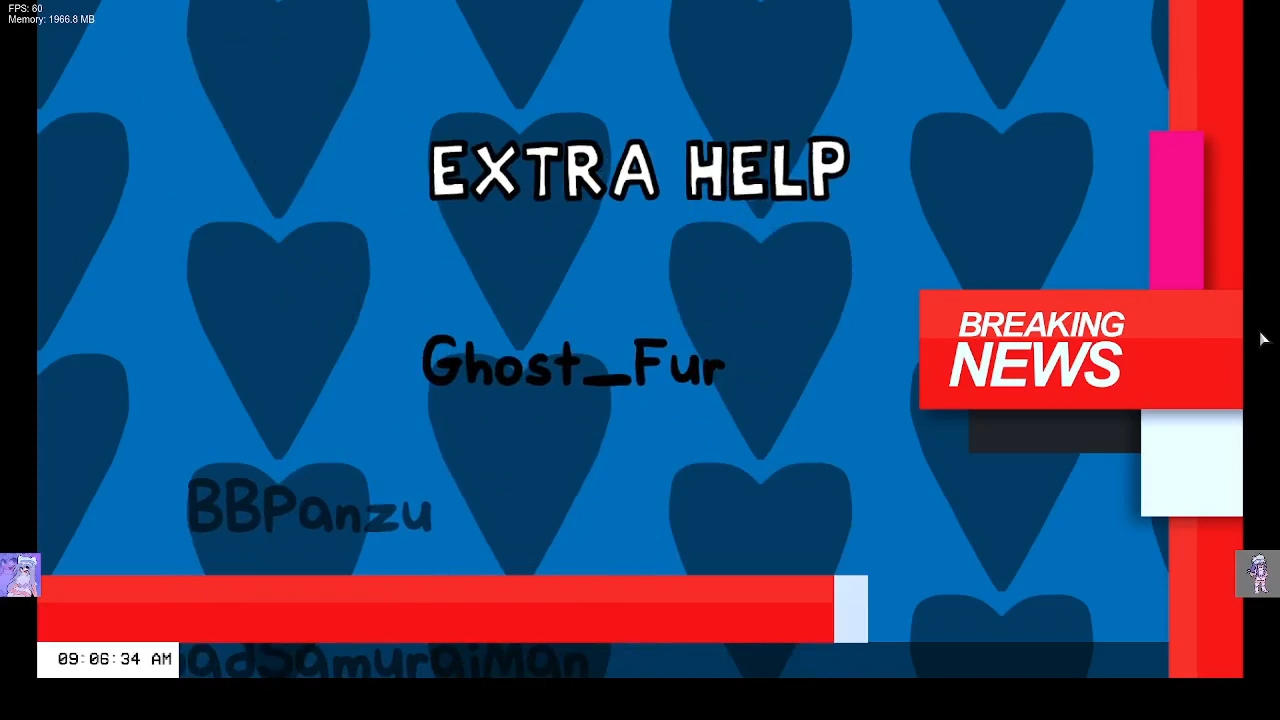 FPS: 60
Memory: 1966.8 MB
EXTRA HELP
BREAKING
NEWS
Ghost_Fur
BBPanzu
09:06:34 AM